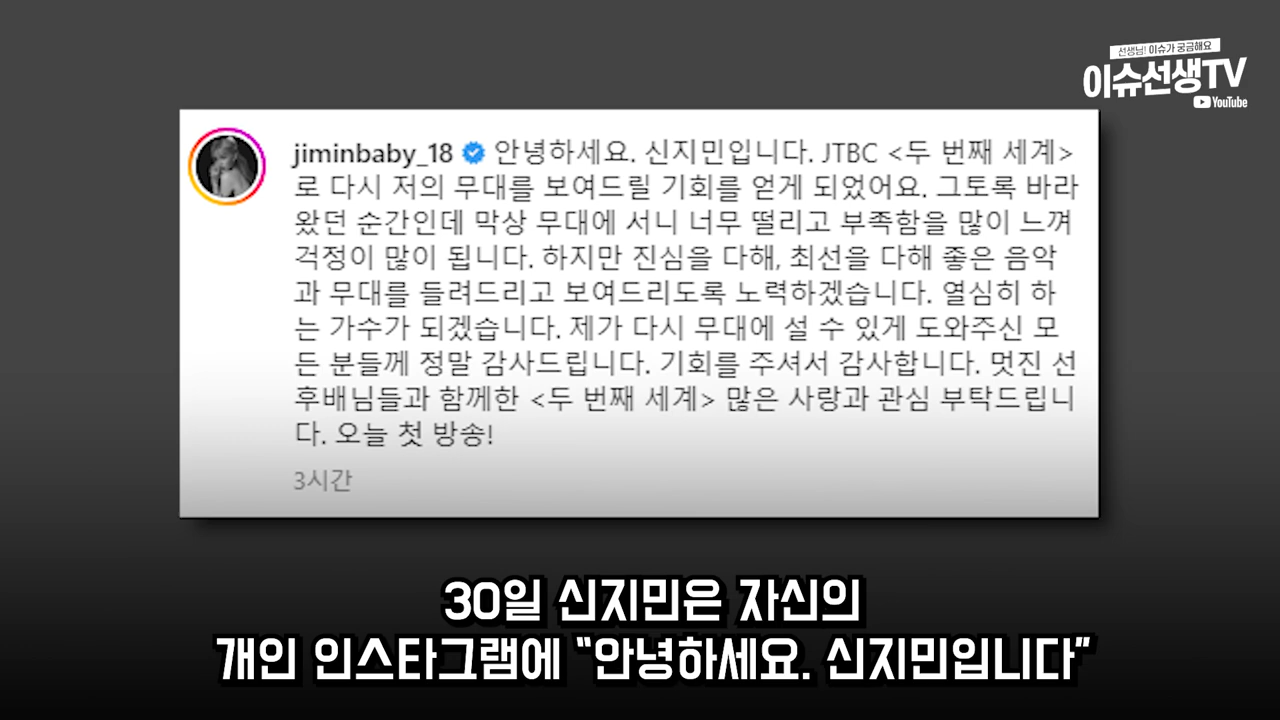 선생님! 이슈가 궁금해요
이슈선생TV
YouTube
jiminbaby_18 안녕하세요. 신지민입니다. JTBC <두 번째 세계>
로 다시 저의 무대를 보여드릴 기회를 얻게 되었어요. 그토록 바라
왔던 순간인데 막상 무대에 서니 너무 떨리고 부족함을 많이 느껴
걱정이 많이 됩니다. 하지만 진심을 다해, 최선을 다해 좋은 음악
과 무대를 들려드리고 보여드리도록 노력하겠습니다. 열심히 하
는 가수가 되겠습니다. 제가 다시 무대에 설 수 있게 도와주신 모
든 분들께 정말 감사드립니다. 기회를 주셔서 감사합니다. 멋진 선
후배님들과 함께한 <두 번째 세계> 많은 사랑과 관심 부탁드립니
다. 오늘 첫 방송!
3시간
30일 신지민은 자신의
개인 인스타그램에 “안녕하세요. 신지민입니다”